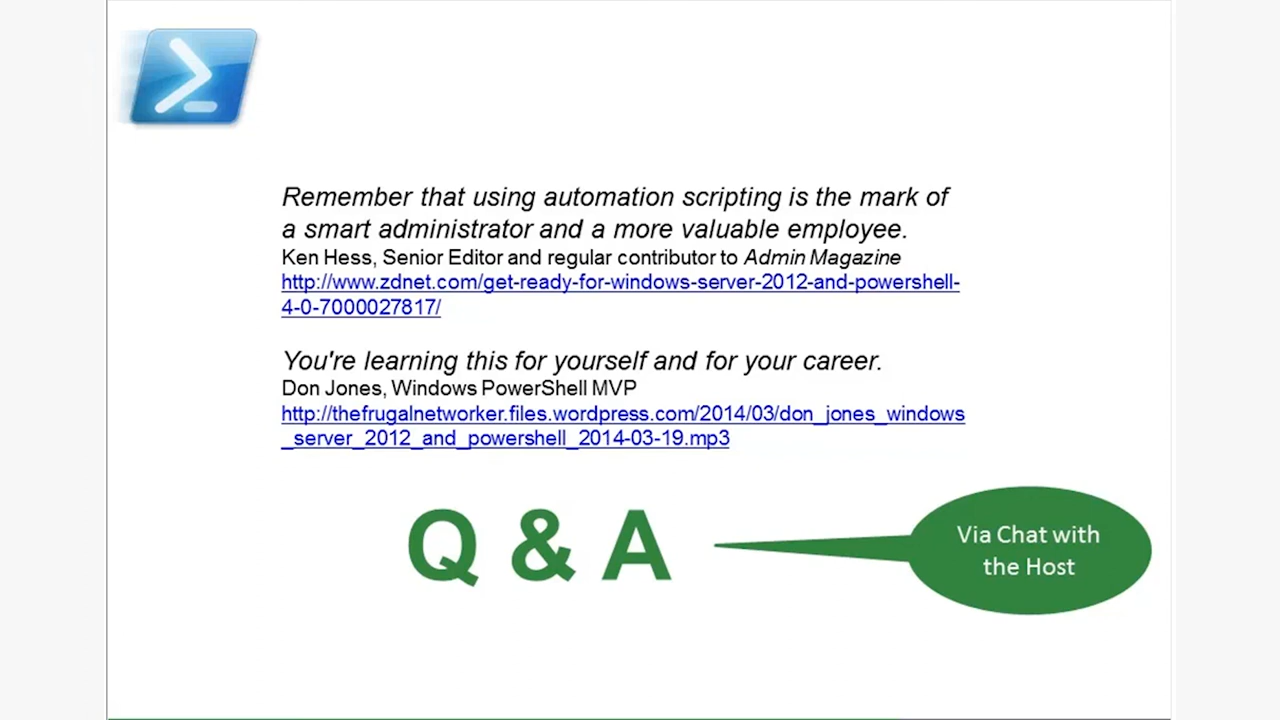 Remember that using automation scripting is the mark of
a smart administrator and a more valuable employee.
Ken Hess, Senior Editor and regular contributor to Admin Magazine
http://www.zdnet.com/get-ready-for-windows-server-2012-and-powershell-
4-0-7000027817/
You're learning this for yourself and for your career.
Don Jones, Windows PowerShell MVP
http://thefrugalnetworker.files.wordpress.com/2014/03/don_jones_windows
_server_2012_and_powershell_2014-03-19.mp3
Q & A
Via Chat with
the Host